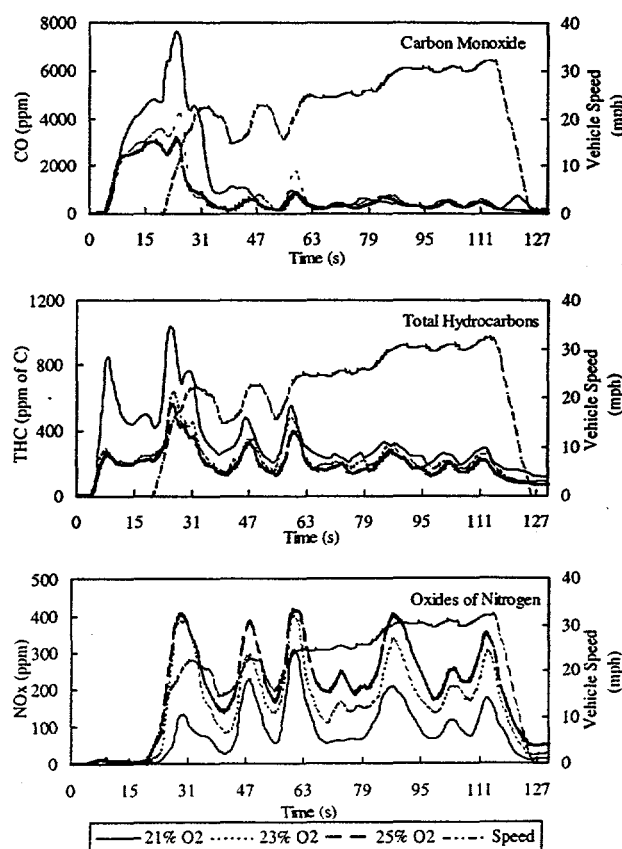 Carbon Monoxide
CO (ppm)
8000
6000
4000
2000
0
40
30
20
10
0
Vehicle Speed
(mph)
0 15 31 47 63 79 95 111 127
Time (s)
Total Hydrocarbons
THC (ppm of C)
1200
800
400
0
40
30
20
10
0
Vehicle Speed
(mph)
0 15 31 47 63 79 95 111 127
Time (s)
Oxides of Nitrogen
NOx (ppm)
500
400
300
200
100
0
40
30
20
10
0
Vehicle Speed
(mph)
0 15 31 47 63 79 95 111 127
Time (s)
21% O2 23% O2 25% O2 Speed